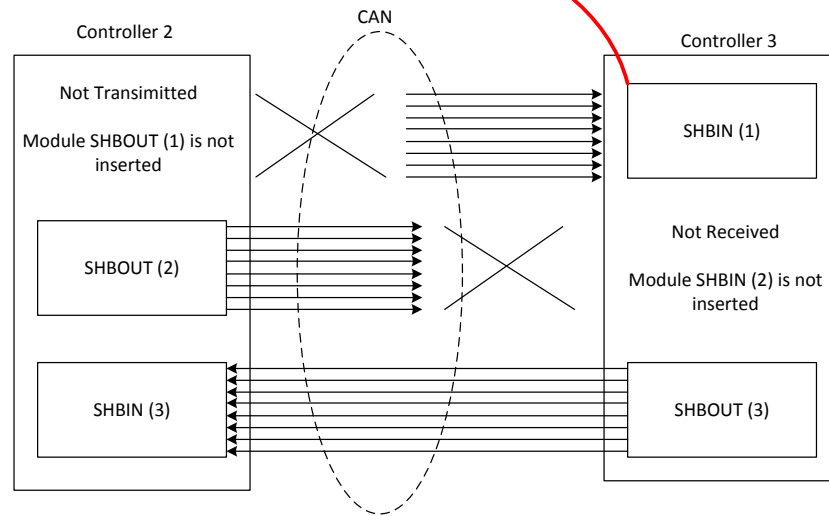 CAN
Controller 2
Controller 3
Not Transimitted
Module SHBOUT (1) is not
inserted
SHBIN (1)
SHBOUT (2)
Not Received
Module SHBIN (2) is not
inserted
SHBIN (3)
SHBOUT (3)